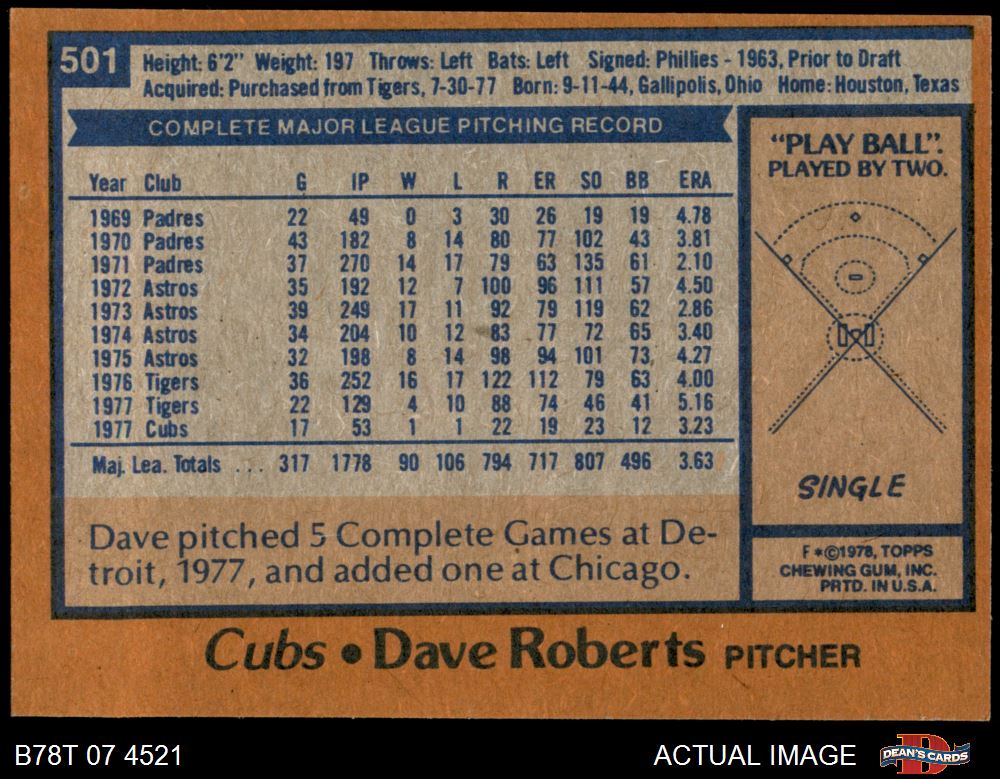 501
Height: 6'2" Weight: 197 Throws: Left Bats: Left Signed: Phillies - 1963, Prior to Draft
Acquired: Purchased from Tigers, 7-30-77 Born: 9-11-44, Gallipolis, Ohio Home: Houston, Texas
COMPLETE MAJOR LEAGUE PITCHING RECORD
Year Club G IP W L R ER SO BB ERA
1969 Padres 22 49 0 3 30 26 19 19 4.78
1970 Padres 43 182 8 14 80 77 102 43 3.81
1971 Padres 37 270 14 17 79 63 135 61 2.10
1972 Astros 35 192 12 7 100 96 111 57 4.50
1973 Astros 39 249 17 11 92 79 119 62 2.86
1974 Astros 34 204 10 12 83 77 72 65 3.40
1975 Astros 32 198 8 14 98 94 101 73 4.27
1976 Tigers 36 252 16 17 122 112 79 63 4.00
1977 Tigers 22 129 4 10 88 74 46 41 5.16
1977 Cubs 17 53 1 1 22 19 23 12 3.23
Maj. Lea. Totals ... 317 1778 90 106 794 717 807 496 3.63
Dave pitched 5 Complete Games at De-
troit, 1977, and added one at Chicago.
"PLAY BALL".
PLAYED BY TWO.
SINGLE
F * © 1978, TOPPS
CHEWING GUM, INC.
PRTD. IN U.S.A.
Cubs • Dave Roberts PITCHER
B78T 07 4521
ACTUAL IMAGE
DEAN'S CARDS